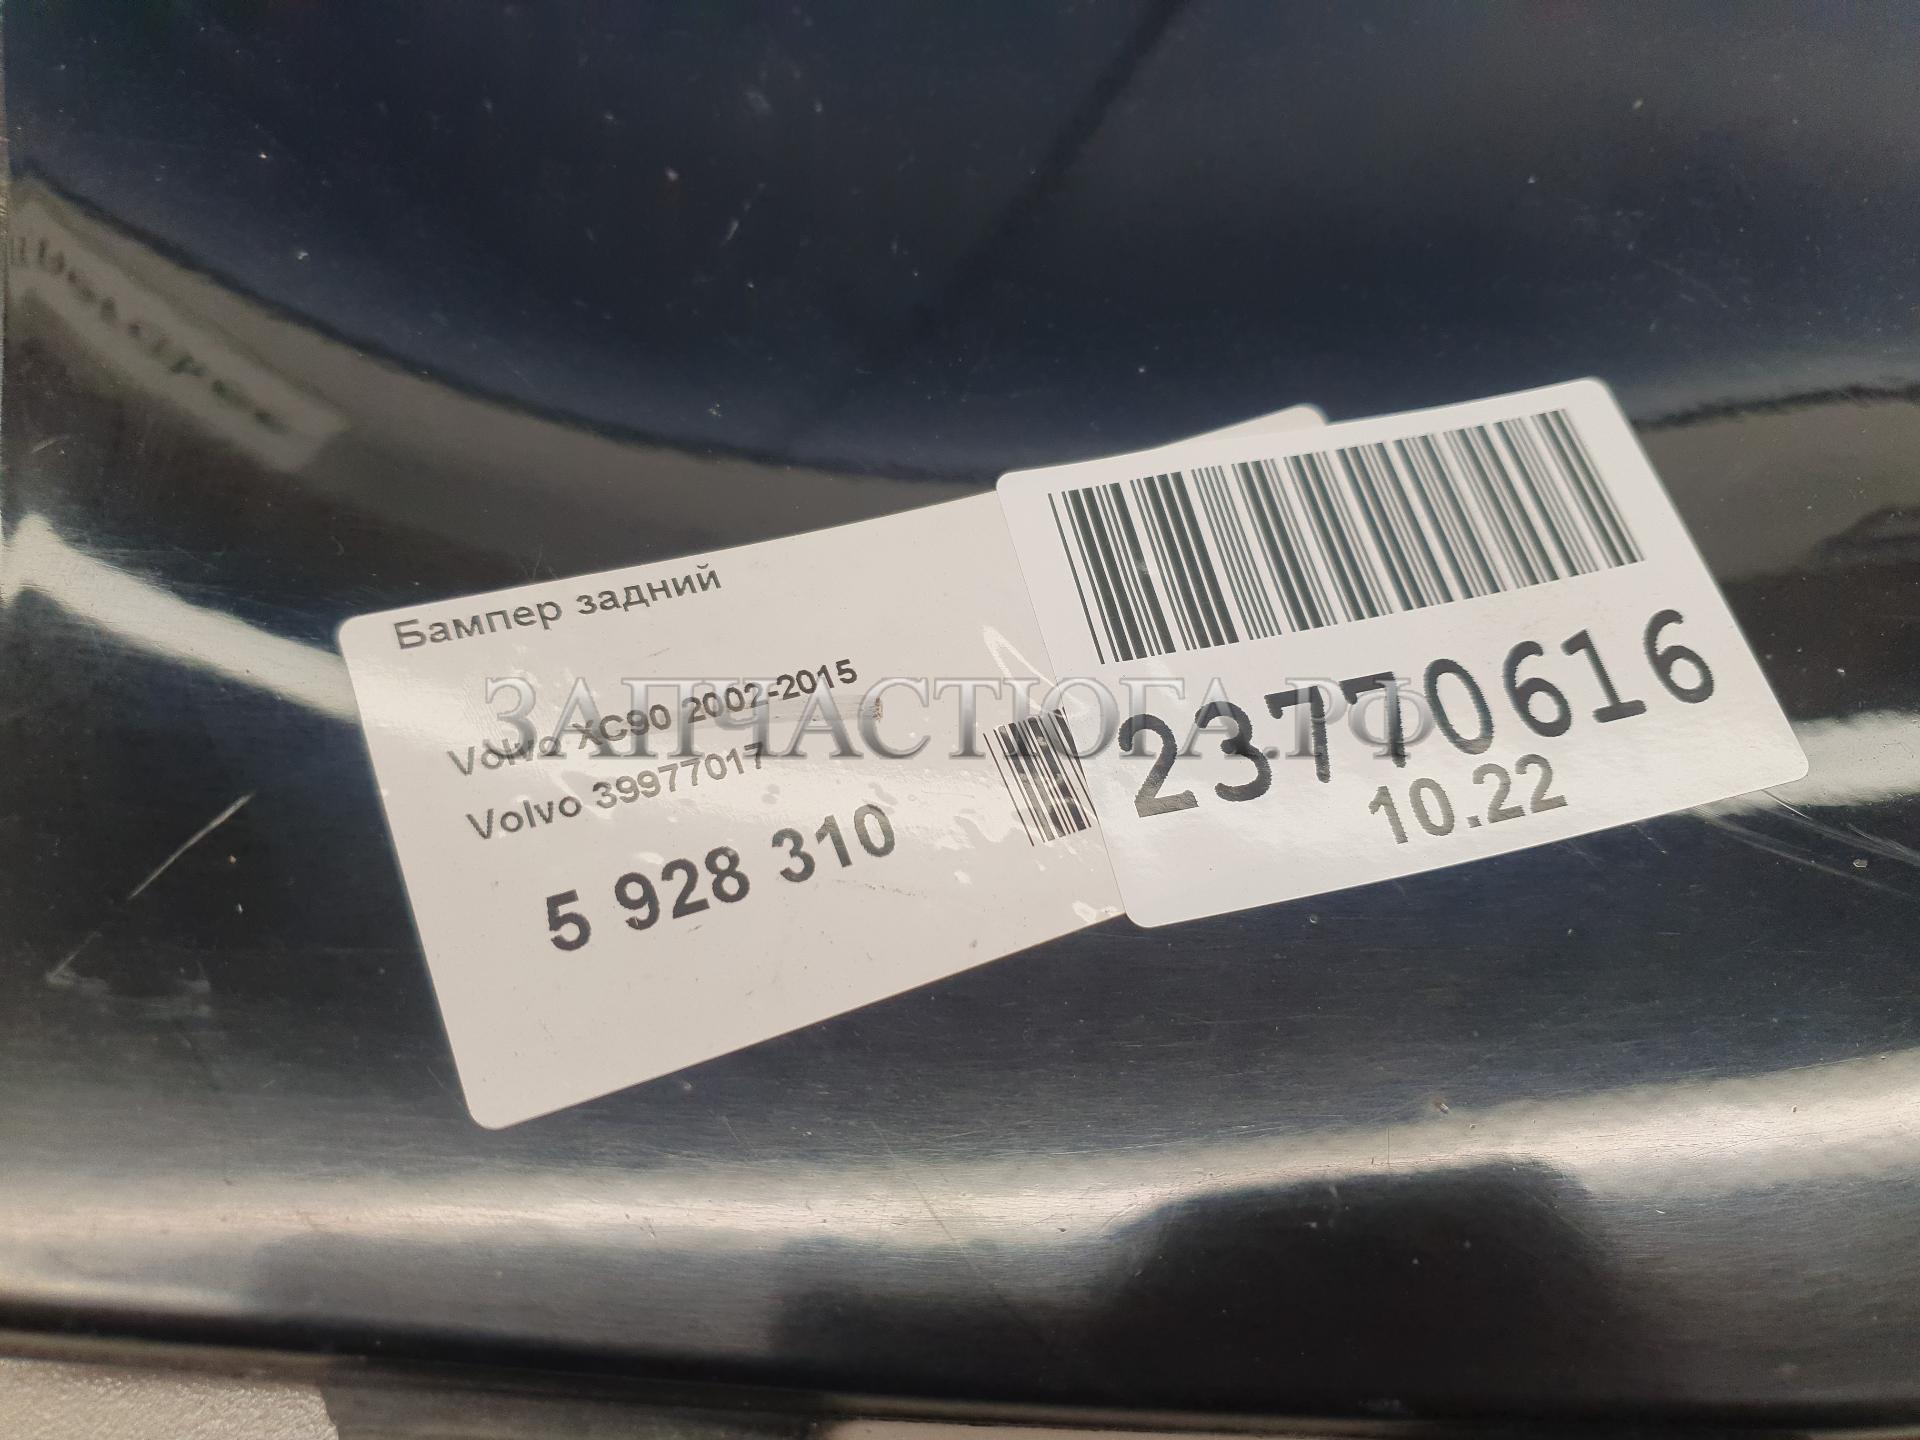 Бампер задний
Volvo XC90 2002-2015
Volvo 39977017
5 928 310
23770616
10.22
ЗАПЧАСТЮГА.РФ